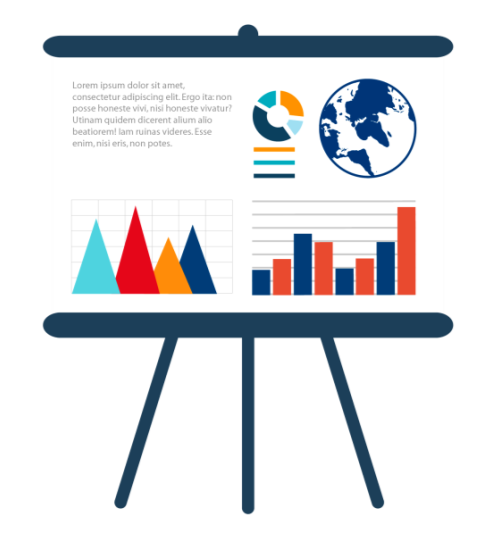 Lorem ipsum dolor sit amet,
consectetur adipiscing elit. Ergo ita: non
posse honeste vivi, nisi honeste vivatur?
Utinam quidem dicerent alium alio
beatiorem! Iam ruinas videres. Esse
enim, nisi eris, non potes.